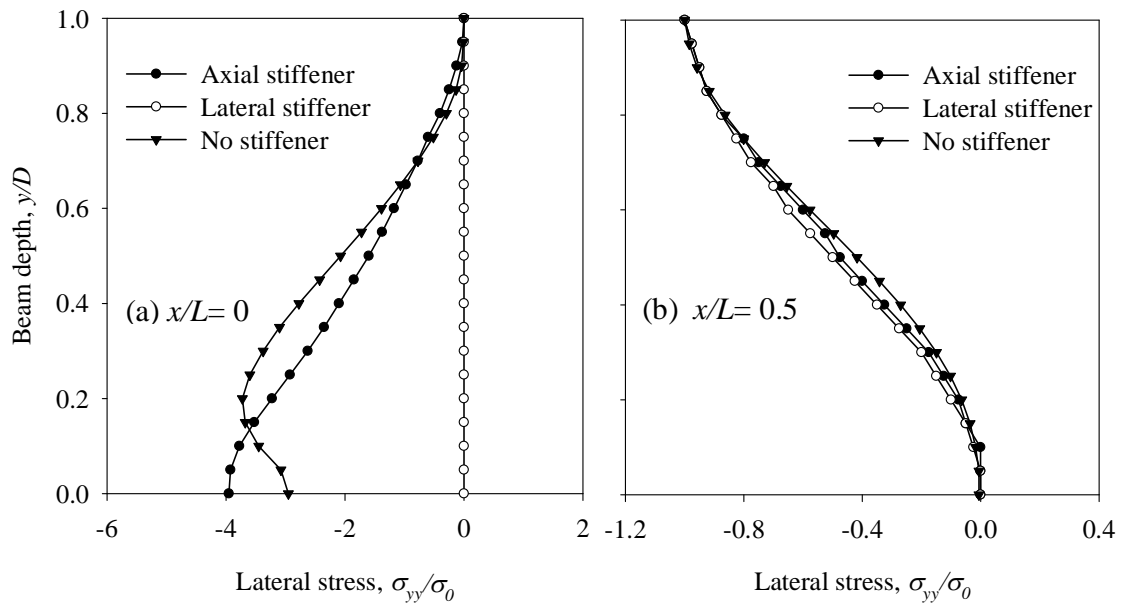 1.0
0.8
0.6
0.4
0.2
0.0
Beam depth, y/D
Axial stiffener
Lateral stiffener
No stiffener
(a) x/L= 0
-6 -4 -2 0 2
Lateral stress, σyy/σ0
Axial stiffener
Lateral stiffener
No stiffener
(b) x/L= 0.5
-1.2 -0.8 -0.4 0.0 0.4
Lateral stress, σyy/σ0